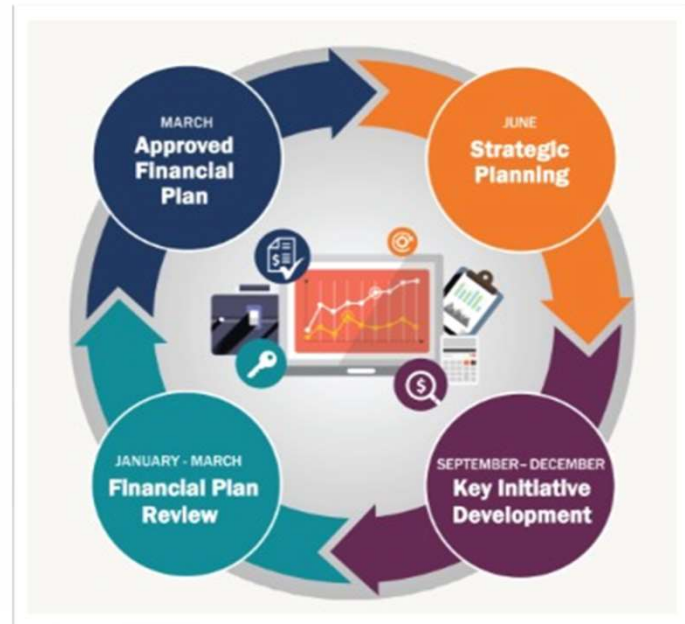 MARCH
Approved
Financial
Plan
JUNE
Strategic
Planning
SEPTEMBER– DECEMBER
Key Initiative
Development
JANUARY - MARCH
Financial Plan
Review
$
$